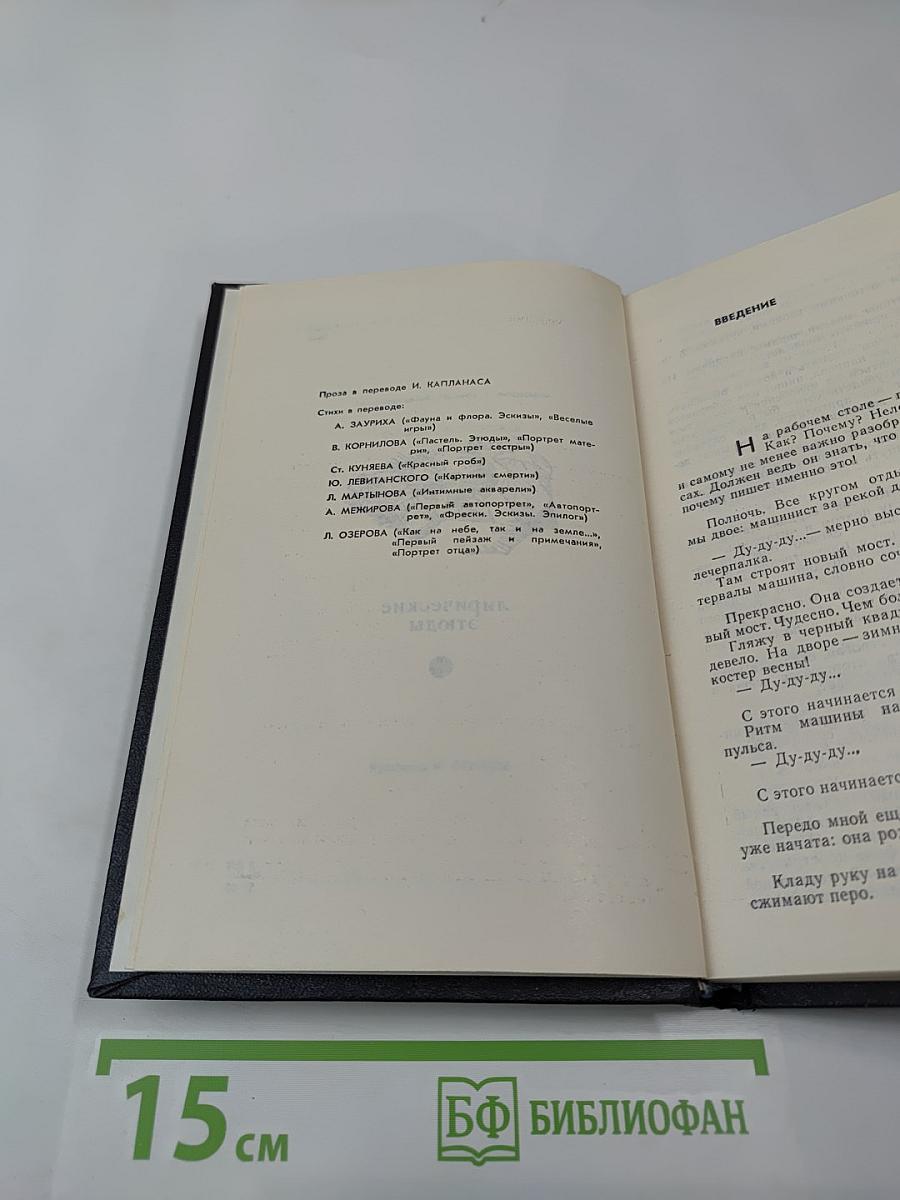 Проза в переводе И. КАПЛАНАСА
Стихи в переводе:
А. ЗАУРИХА («Фауна и флора. Эскизы», «Веселые
игры»)
В. КОРНИЛОВА («Пастель. Этюды», «Портрет мате-
ри», «Портрет сестры»)
Ст. КУНЯЕВА («Красный гроб»)
Ю. ЛЕВИТАНСКОГО («Картины смерти»)
Л. МАРТЫНОВА («Интимные акварели»)
А. МЕЖИРОВА («Первый автопортрет», «Автопорт-
рет», «Фрески. Эскизы. Эпилог»)
Л. ОЗЕРОВА («Как на небе, так и на земле...»,
«Первый пейзаж и примечания»,
«Портрет отца»)
лирические
этюды
ВВЕДЕНИЕ
На рабочем столе —
Как? Почему?
и самому не менее важно разобр
сах. Должен ведь он знать, что
почему пишет именно это!
Полночь. Все кругом отды
мы двое: машинист за рекой
— Ду-ду-ду...— мерно выс
лечерпалка.
Там строят новый мост.
тервалы машина, словно соч
Прекрасно. Она создает
вый мост. Чудесно. Чем бол
Гляжу в черный квад
девело. На дворе — зимн
костер весны!
— Ду-ду-ду...
С этого начинается
Ритм машины на
пульса.
— Ду-ду-ду...
С этого начинаетс
Передо мной ещ
уже начата: она ро
Кладу руку на
сжимают перо.
15 см
БФ БИБЛИОФАН